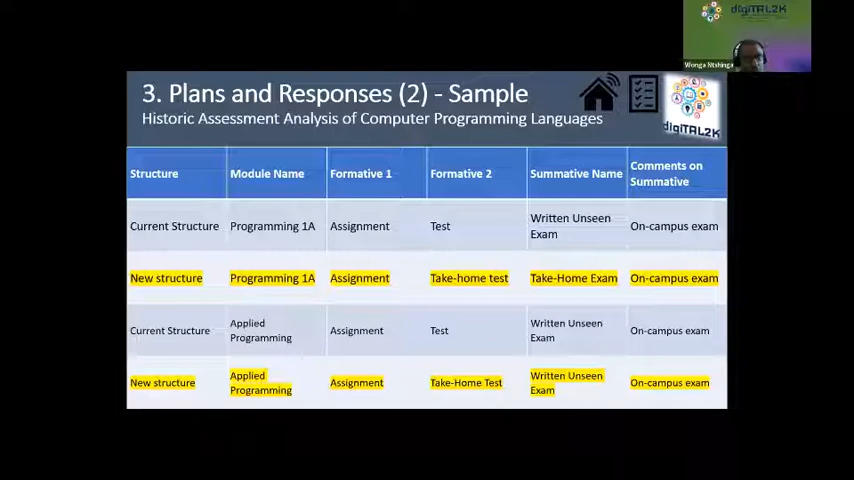 digiTAL2K
Wonga Ntshinga
3. Plans and Responses (2) - Sample
Historic Assessment Analysis of Computer Programming Languages
digiTAL2K
Structure Module Name Formative 1 Formative 2 Summative Name Comments on Summative
Current Structure Programming 1A Assignment Test Written Unseen Exam On-campus exam
New structure Programming 1A Assignment Take-home test Take-Home Exam On-campus exam
Current Structure Applied Programming Assignment Test Written Unseen Exam On-campus exam
New structure Applied Programming Assignment Take-Home Test Written Unseen Exam On-campus exam